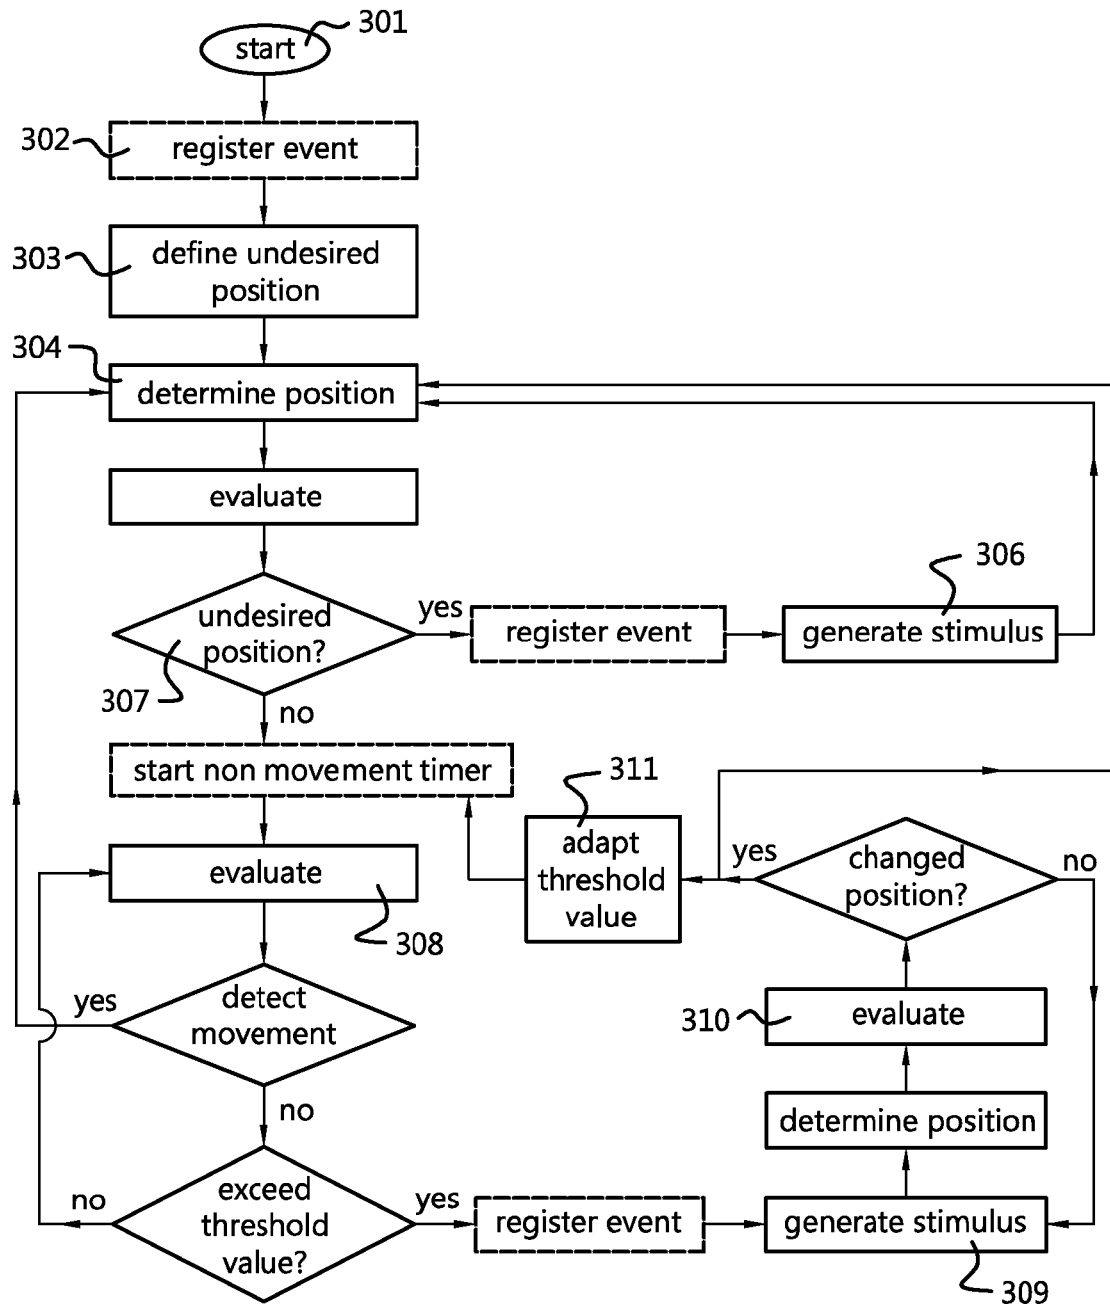 start
301
302
register event
303
define undesired
position
304
determine position
evaluate
306
undesired
position?
yes
register event
generate stimulus
307
no
start non movement timer
311
adapt
threshold
value
yes
changed
position?
no
evaluate
308
yes
detect
movement
310
evaluate
no
determine position
no
exceed
threshold
value?
yes
register event
generate stimulus
309